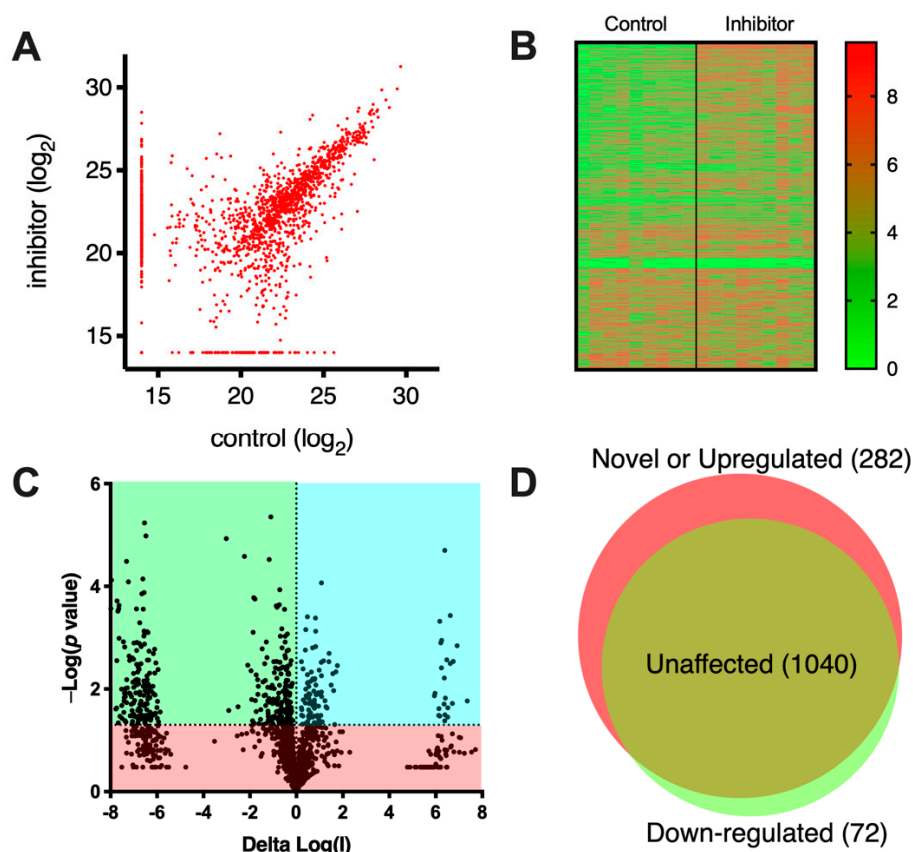 A
inhibitor (log2)
30
25
20
15
15
20
25
30
control (log2)
B
Control
Inhibitor
8
6
4
2
0
C
−Log(p value)
6
4
2
0
-8
-6
-4
-2
0
2
4
6
8
Delta Log(I)
D
Novel or Upregulated (282)
Unaffected (1040)
Down-regulated (72)